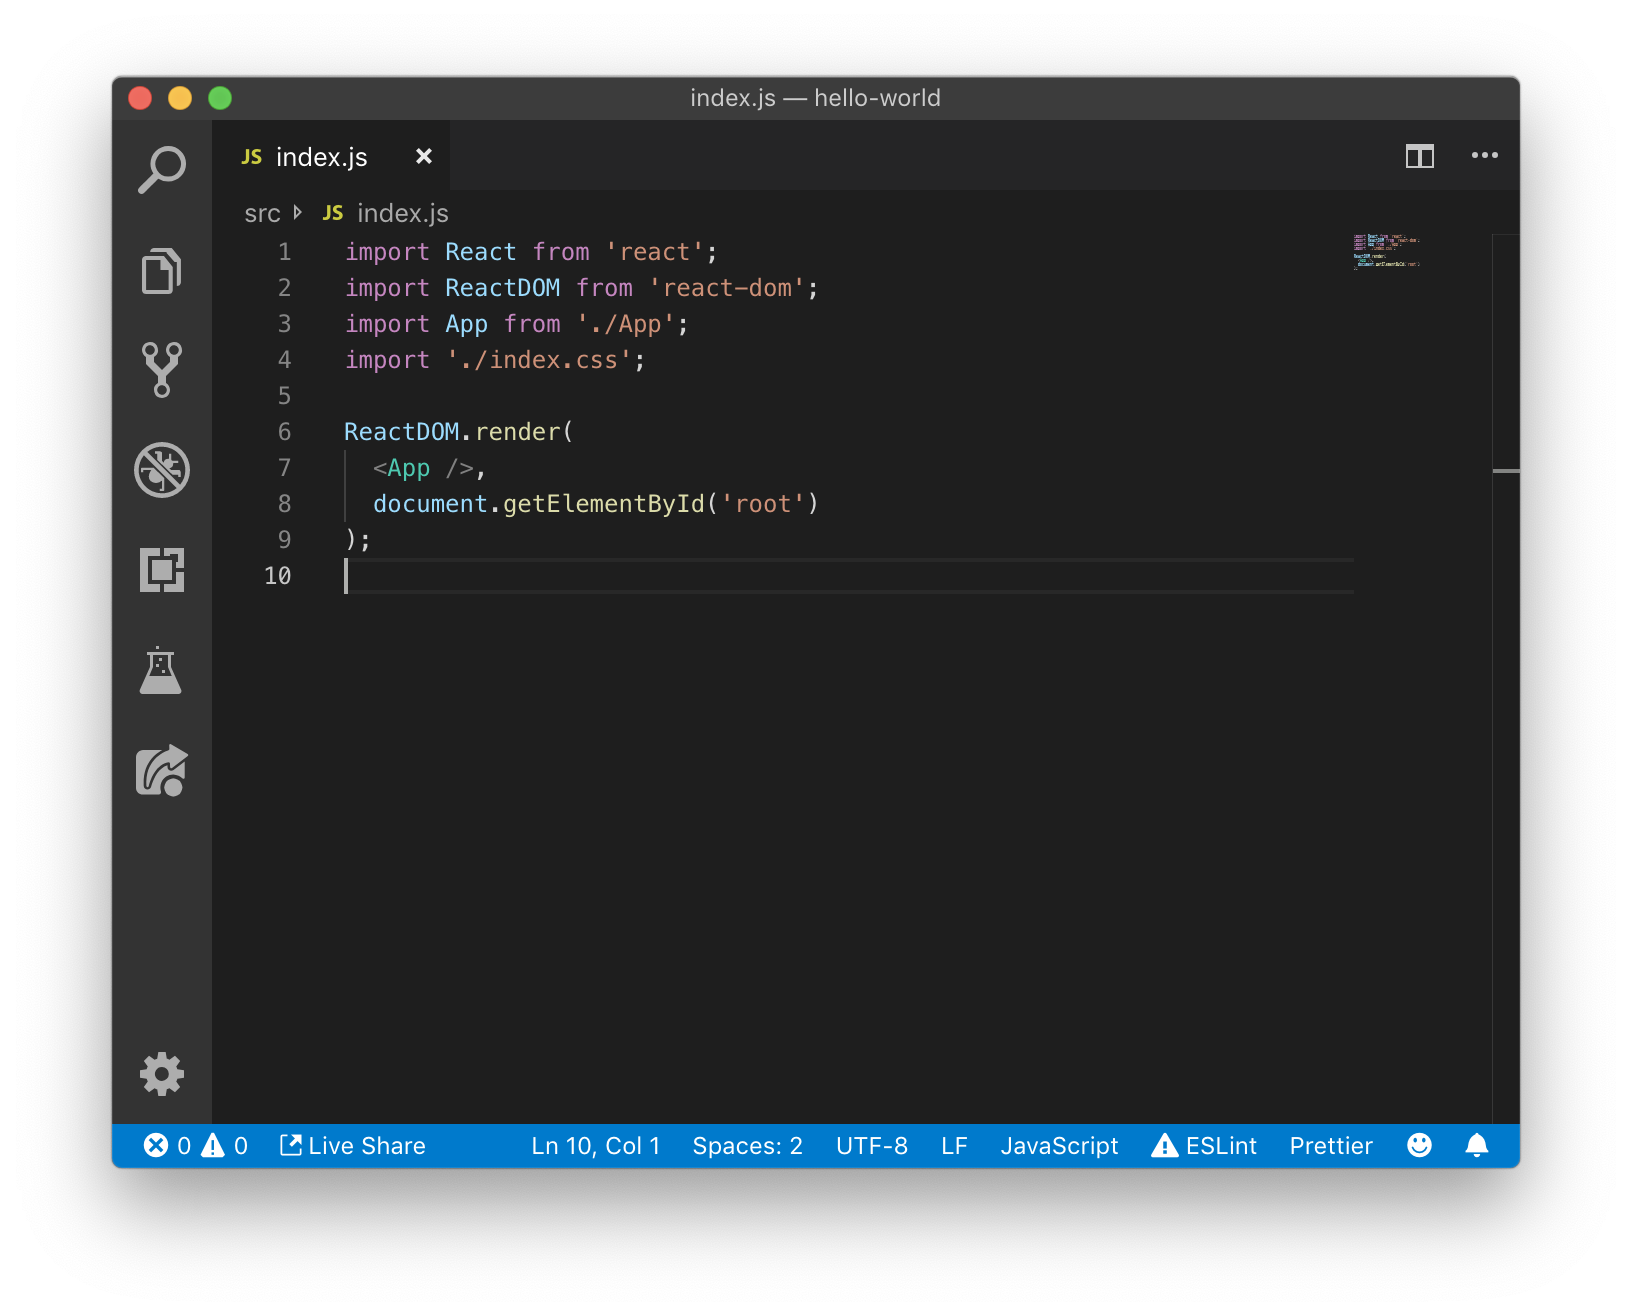 index.js — hello-world
JS index.js
src JS index.js
1 import React from 'react';
2 import ReactDOM from 'react-dom';
3 import App from './App';
4 import './index.css';
5
6 ReactDOM.render(
7   <App />,
8   document.getElementById('root')
9 );
10
0 0 Live Share Ln 10, Col 1 Spaces: 2 UTF-8 LF JavaScript ESLint Prettier